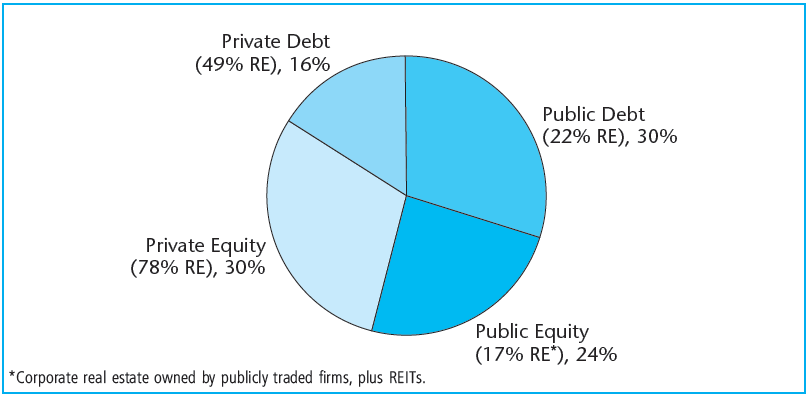 Private Debt
(49% RE), 16%
Public Debt
(22% RE), 30%
Private Equity
(78% RE), 30%
Public Equity
(17% RE*), 24%
*Corporate real estate owned by publicly traded firms, plus REITs.